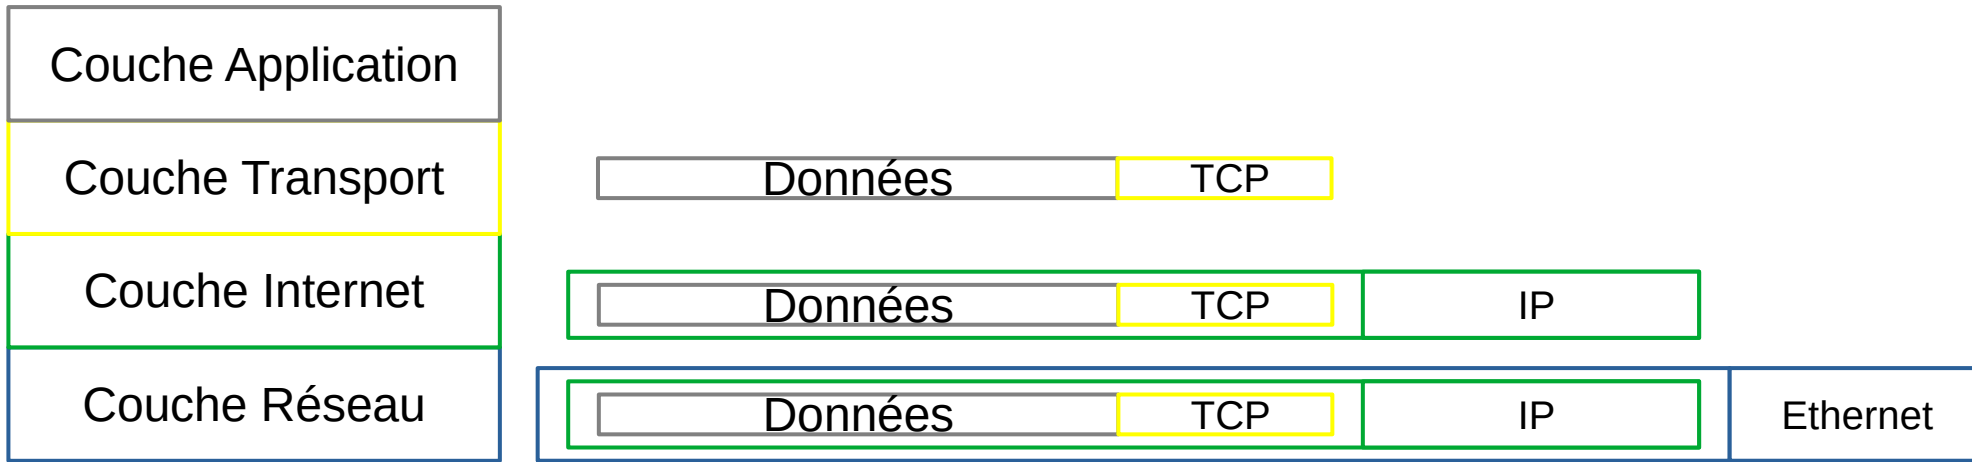 Couche Application
Couche Transport
Données TCP
Couche Internet
Données TCP IP
Couche Réseau
Données TCP IP Ethernet